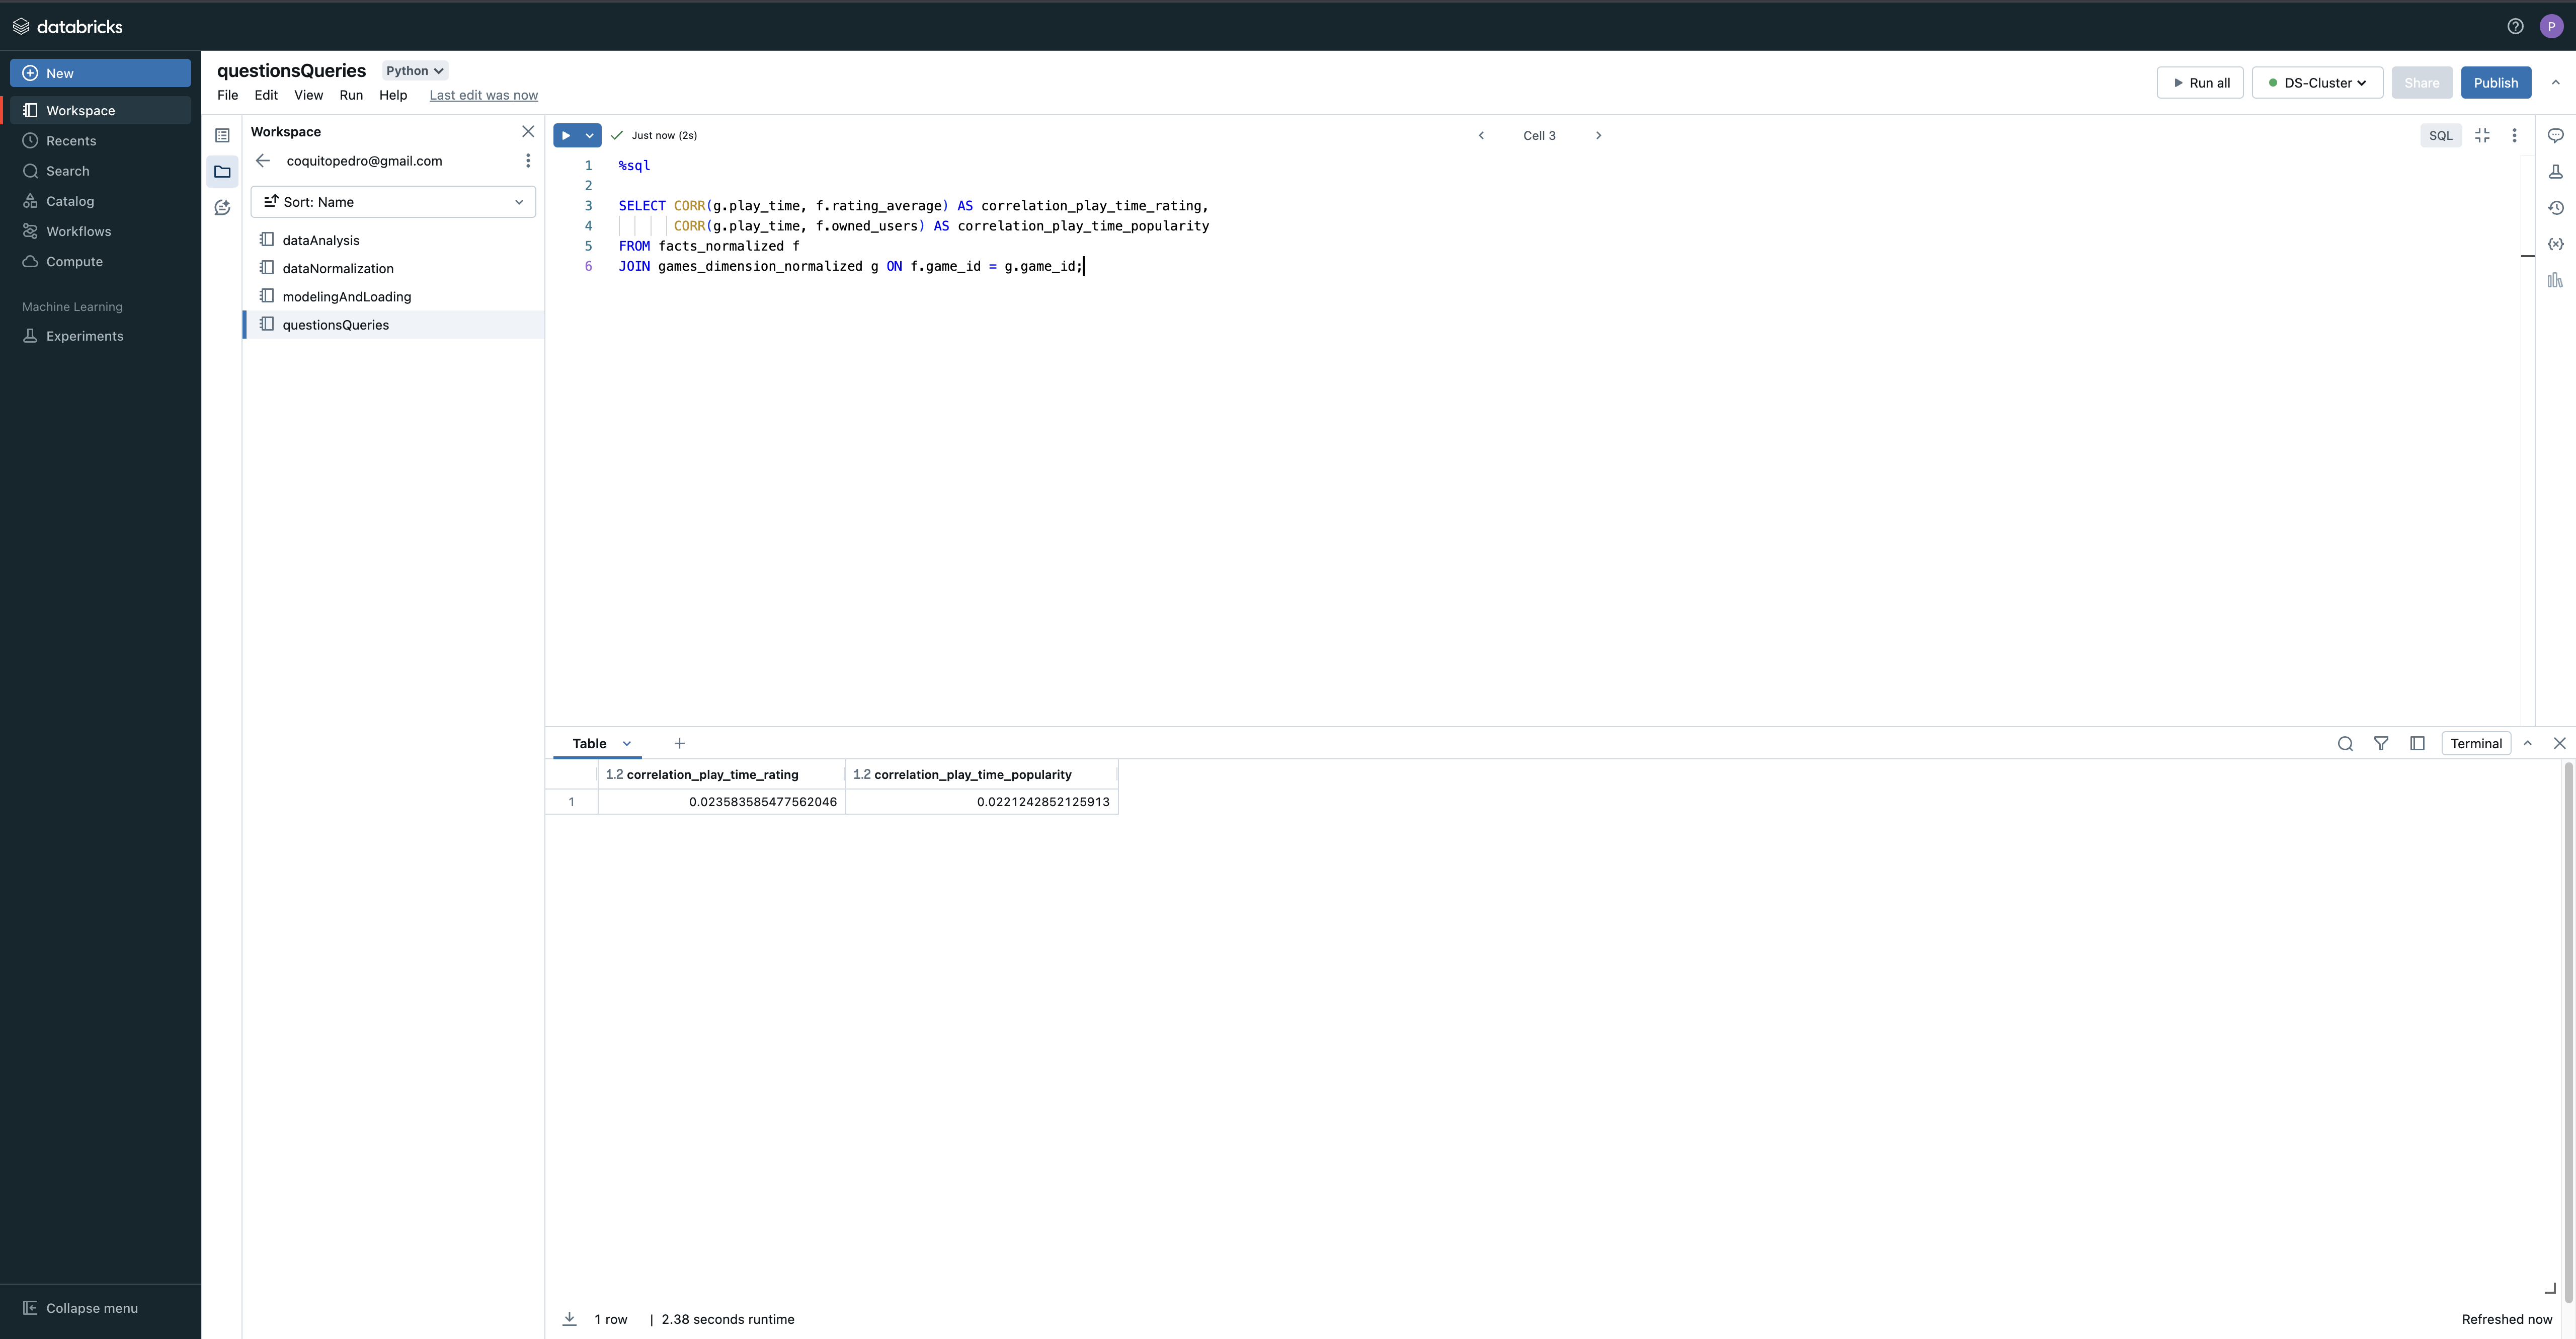 databricks
P
New
Workspace
Recents
Search
Catalog
Workflows
Compute
Machine Learning
Experiments
Collapse menu
questionsQueries Python
File Edit View Run Help Last edit was now
Run all DS-Cluster Share Publish
Workspace
coquitopedro@gmail.com
Sort: Name
dataAnalysis
dataNormalization
modelingAndLoading
questionsQueries
Just now (2s) Cell 3 SQL
1 %sql
2
3 SELECT CORR(g.play_time, f.rating_average) AS correlation_play_time_rating,
4 CORR(g.play_time, f.owned_users) AS correlation_play_time_popularity
5 FROM facts_normalized f
6 JOIN games_dimension_normalized g ON f.game_id = g.game_id;
Table + Terminal
1.2 correlation_play_time_rating 1.2 correlation_play_time_popularity
1 0.023583585477562046 0.0221242852125913
1 row | 2.38 seconds runtime Refreshed now